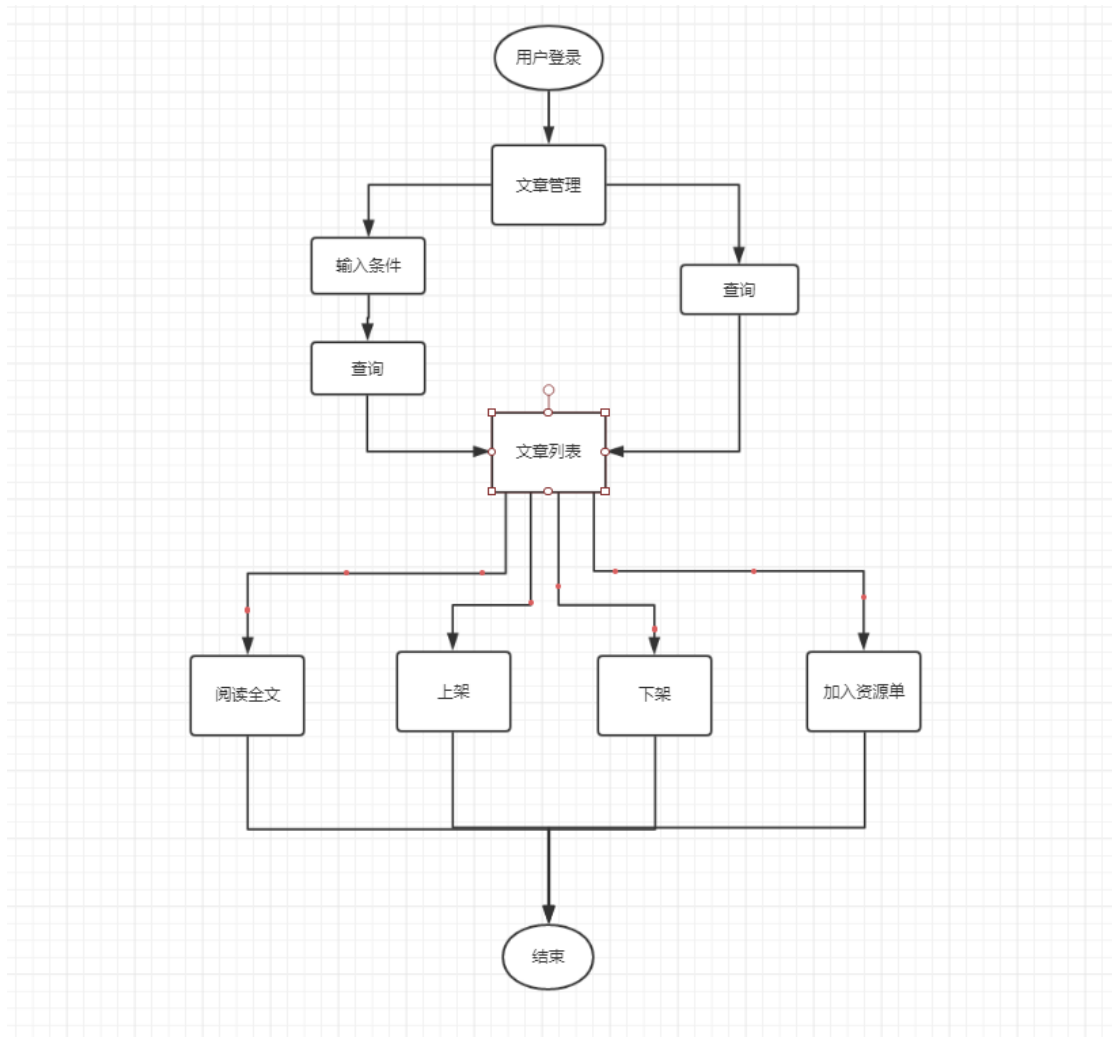 用户登录
文章管理
输入条件
查询
查询
文章列表
阅读全文
上架
下架
加入资源单
结束